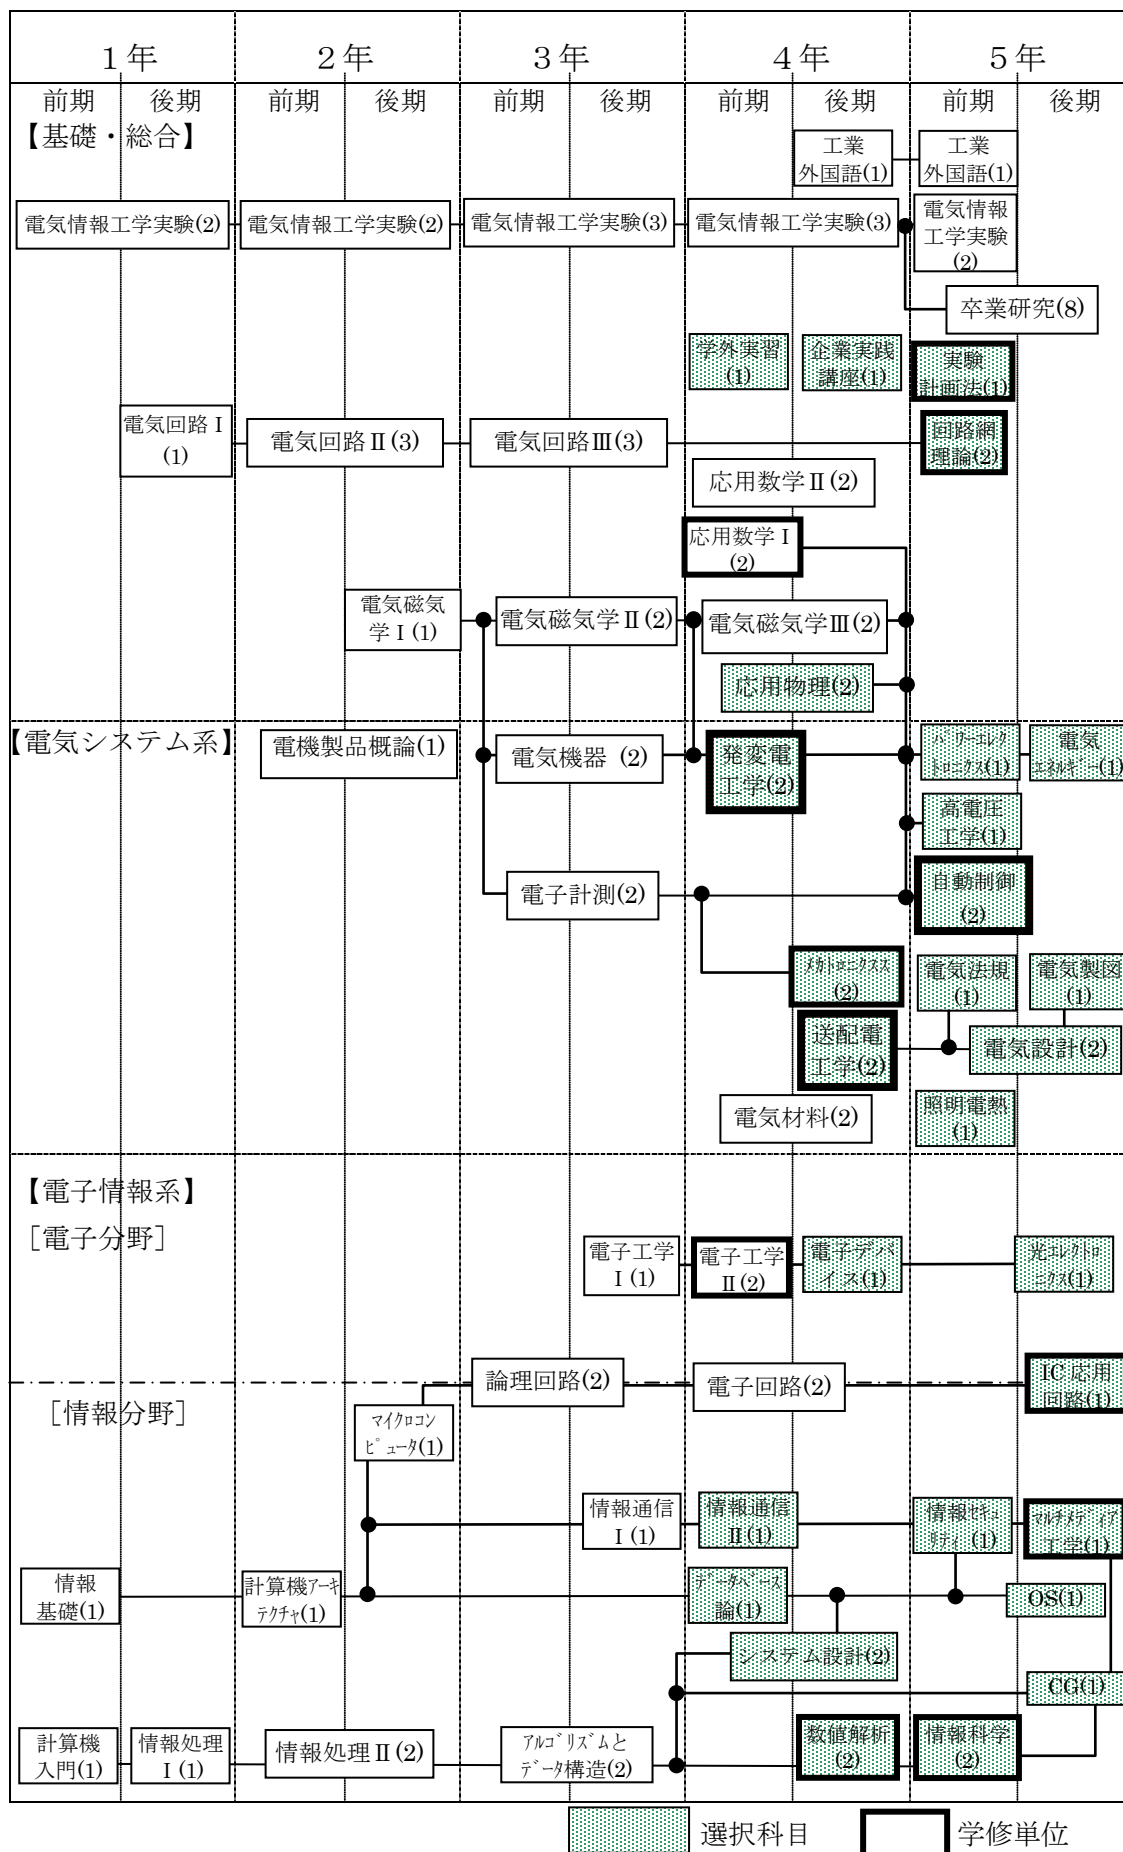 1年
2年
3年
4年
5年
前期
後期
前期
後期
前期
後期
前期
後期
前期
後期
【基礎・総合】
工業
外国語(1)
工業
外国語(1)
電気情報工学実験(2)
電気情報工学実験(2)
電気情報工学実験(3)
電気情報工学実験(3)
電気情報
工学実験
(2)
卒業研究(8)
学外実習
(1)
企業実践
講座(1)
実験
計画法(1)
電気回路Ⅰ
(1)
電気回路Ⅱ(3)
電気回路Ⅲ(3)
回路網
理論(2)
応用数学Ⅱ(2)
応用数学Ⅰ
(2)
電気磁気
学Ⅰ(1)
電気磁気学Ⅱ(2)
電気磁気学Ⅲ(2)
応用物理(2)
【電気システム系】
電機製品概論(1)
電気機器 (2)
発変電
工学(2)
パワーエレク
トロニクス(1)
電気
エネルギー(1)
高電圧
工学(1)
電子計測(2)
自動制御
(2)
メカトロニクスス
(2)
電気法規
(1)
電気製図
(1)
送配電
工学(2)
電気設計(2)
電気材料(2)
照明電熱
(1)
【電子情報系】
［電子分野］
電子工学
Ⅰ(1)
電子工学
Ⅱ(2)
電子デバ
イス(1)
光エレクトロ
ニクス(1)
論理回路(2)
電子回路(2)
IC 応用
回路(1)
［情報分野］
マイクロコン
ピュータ(1)
情報通信
Ⅰ(1)
情報通信
Ⅱ(1)
情報セキュ
リティ (1)
マルチメディア
工学(1)
情報
基礎(1)
計算機アーキ
テクチャ(1)
データベース
論(1)
OS(1)
システム設計(2)
CG(1)
計算機
入門(1)
情報処理
Ⅰ(1)
情報処理Ⅱ(2)
アルゴリズムと
データ構造(2)
数値解析
(2)
情報科学
(2)
選択科目
学修単位